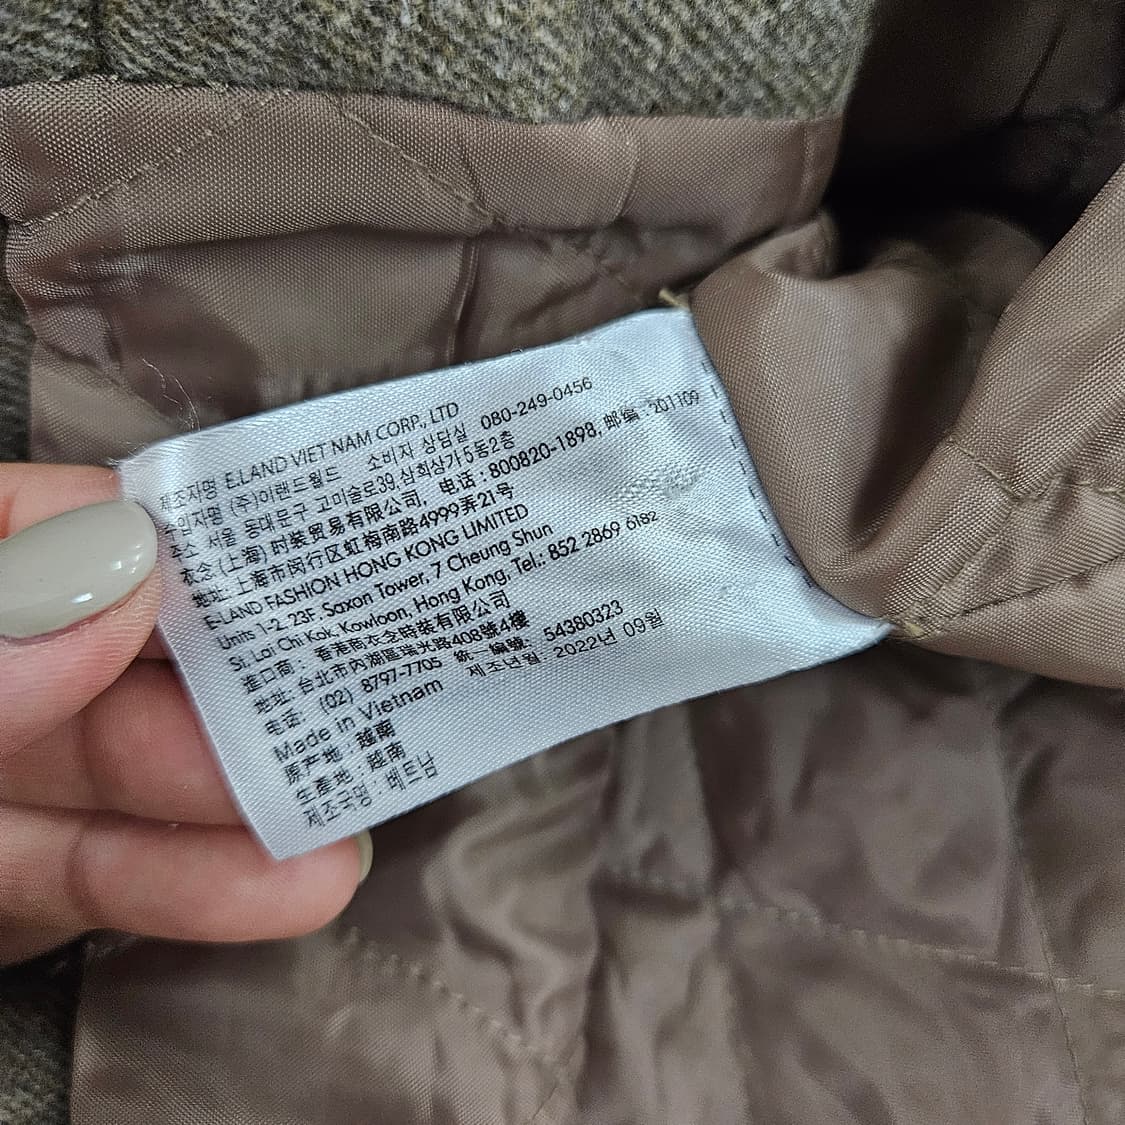 제조자명 E.LAND VIET NAM CORP., LTD
수입자명 (주)이랜드월드 소비자 상담실 080-249-0456
주소 서울 동대문구 고미술로39,삼희상가5동2층
衣念 (上海) 时装贸易有限公司, 电话 : 800820-1898, 邮编 : 201109
地址: 上海市闵行区虹梅南路4999弄21号
E-LAND FASHION HONG KONG LIMITED
Units 1-2, 23F, Saxon Tower, 7 Cheung Shun
St. Lai Chi Kok, Kowloon, Hong Kong, Tel.: 852 2869 6182
進口商 : 香港商衣念時裝有限公司
地址: 台北市內湖區瑞光路408號4樓
电话: (02) 8797-7705 統一編號: 54380323
Made in Vietnam 제조년월: 2022년 09월
原产地 : 越南
生產地 : 越南
제조국명 : 베트남